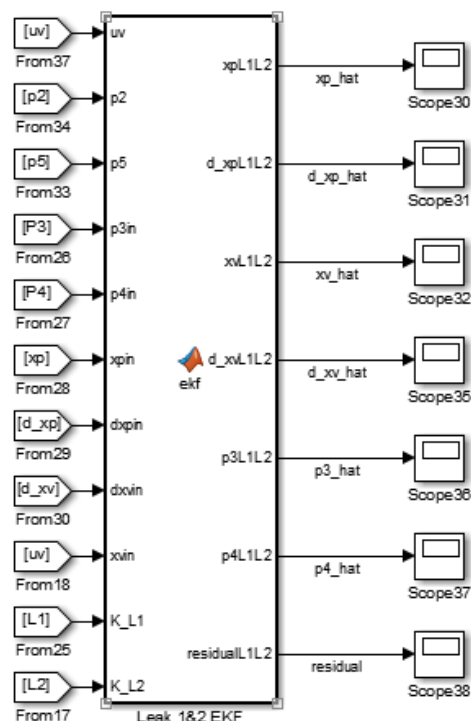 [uv]
From37
[p2]
From34
[p5]
From33
[P3]
From26
[P4]
From27
[xp]
From28
[d_xp]
From29
[d_xv]
From30
[uv]
From18
[L1]
From25
[L2]
From17
uv
p2
p5
p3in
p4in
xpin
dxpin
dxvin
xvin
K_L1
K_L2
ekf
xpL1L2
d_xpL1L2
xvL1L2
d_xvL1L2
p3L1L2
p4L1L2
residualL1L2
Leak 1&2 EKF
xp_hat
d_xp_hat
xv_hat
d_xv_hat
p3_hat
p4_hat
residual
Scope30
Scope31
Scope32
Scope35
Scope36
Scope37
Scope38